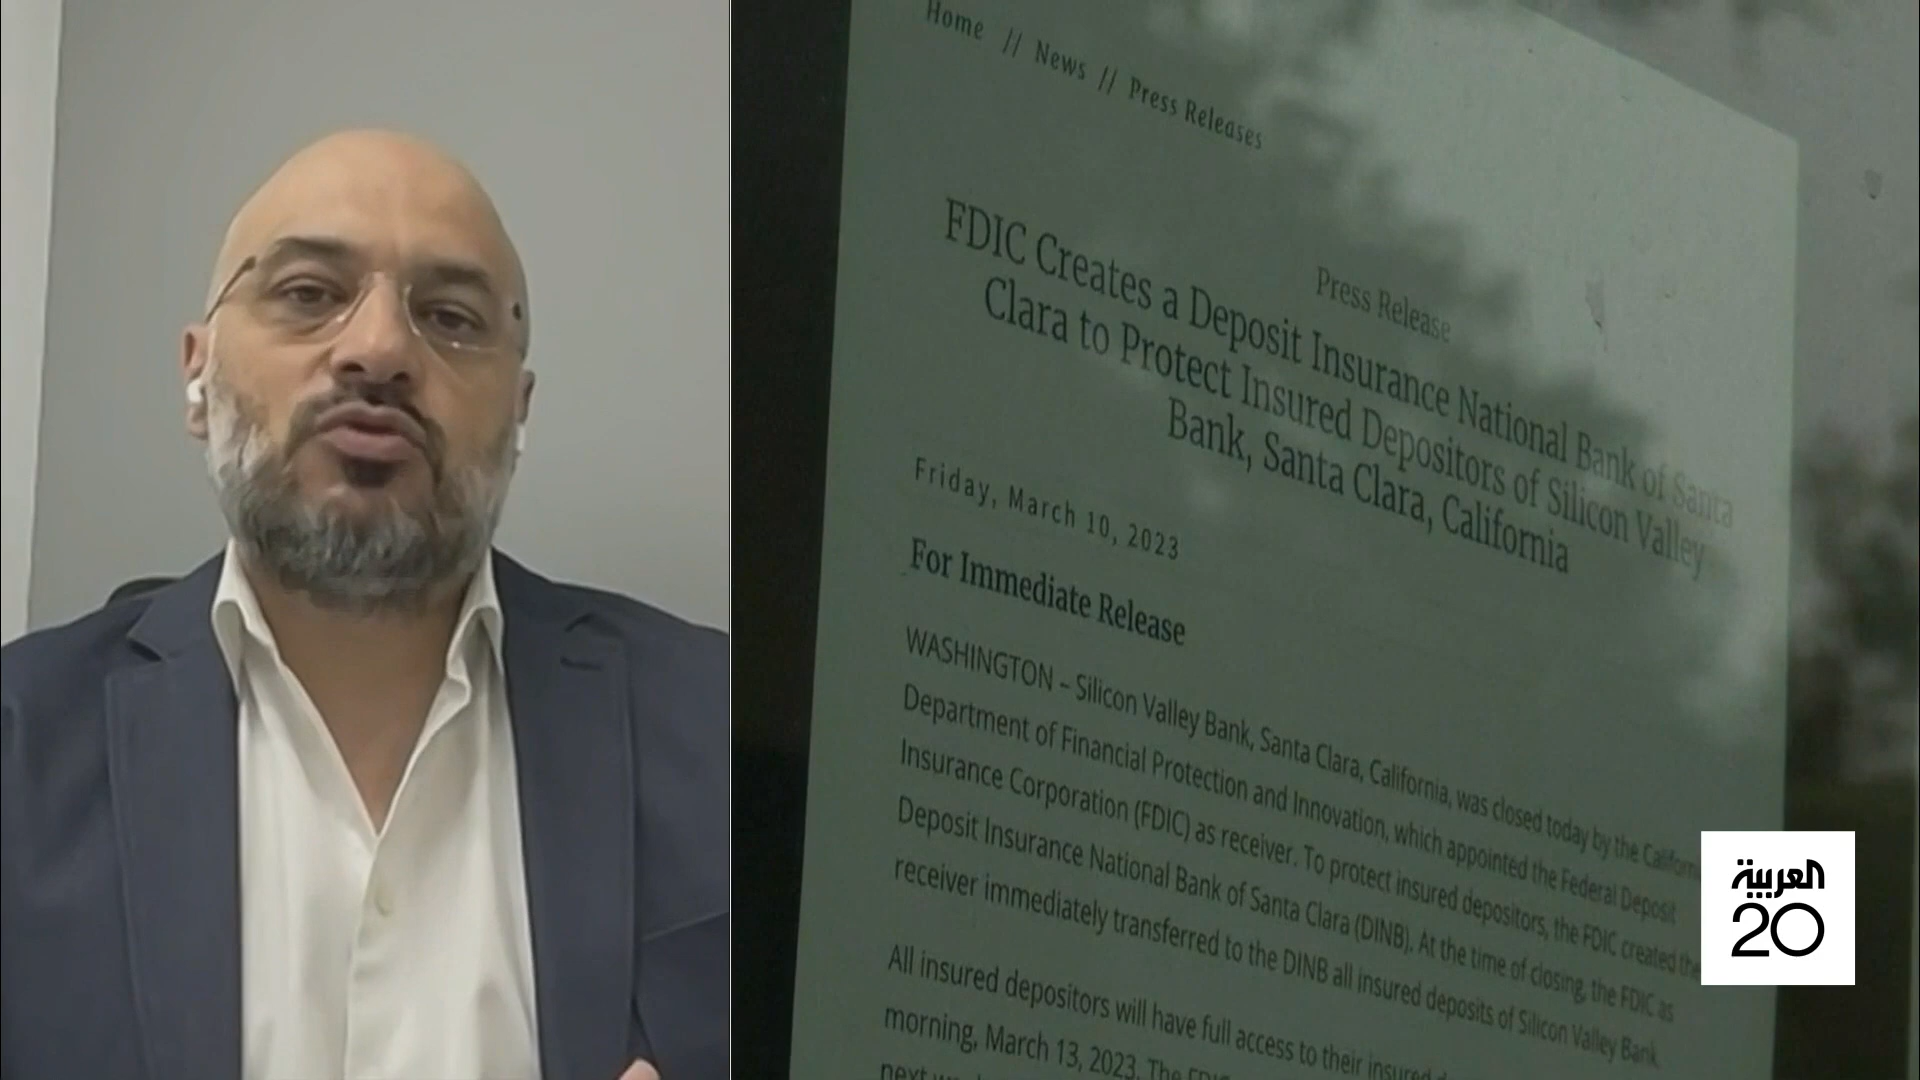 Home // News // Press Releases
Press Release
FDIC Creates a Deposit Insurance National Bank of Santa
Clara to Protect Insured Depositors of Silicon Valley
Bank, Santa Clara, California
Friday, March 10, 2023
For Immediate Release
WASHINGTON – Silicon Valley Bank, Santa Clara, California, was closed today by the
Department of Financial Protection and Innovation, which appointed the Federal Deposit
Insurance Corporation (FDIC) as receiver. To protect insured depositors, the FDIC created the
Deposit Insurance National Bank of Santa Clara (DINB). At the time of closing, the FDIC as
receiver immediately transferred to the DINB all insured deposits of Silicon Valley Bank.
All insured depositors will have full access to their insured
morning, March 13, 2023. The FDIC
next
العربية
20